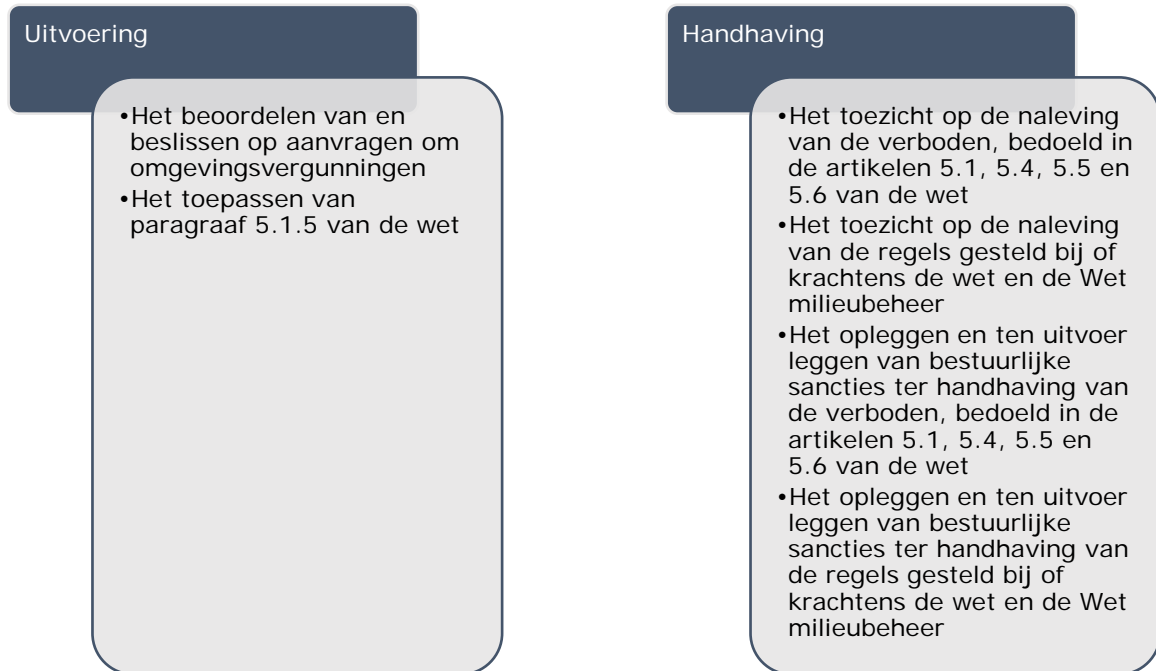 Uitvoering
•Het beoordelen van en
beslissen op aanvragen om
omgevingsvergunningen
•Het toepassen van
paragraaf 5.1.5 van de wet
Handhaving
•Het toezicht op de naleving
van de verboden, bedoeld in
de artikelen 5.1, 5.4, 5.5 en
5.6 van de wet
•Het toezicht op de naleving
van de regels gesteld bij of
krachtens de wet en de Wet
milieubeheer
•Het opleggen en ten uitvoer
leggen van bestuurlijke
sancties ter handhaving van
de verboden, bedoeld in de
artikelen 5.1, 5.4, 5.5 en
5.6 van de wet
•Het opleggen en ten uitvoer
leggen van bestuurlijke
sancties ter handhaving van
de regels gesteld bij of
krachtens de wet en de Wet
milieubeheer